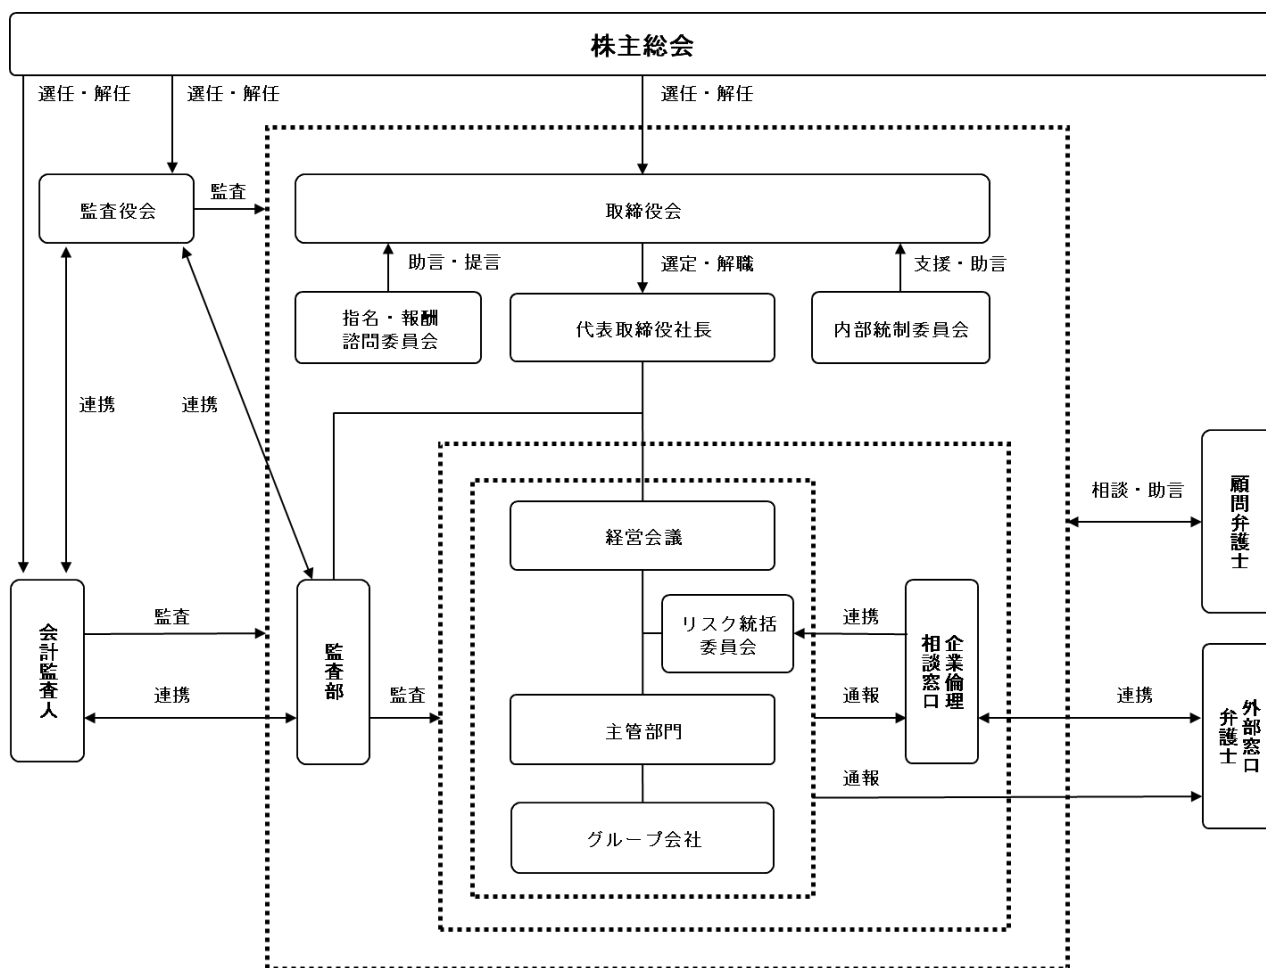 株主総会
選任・解任
選任・解任
選任・解任
監査役会
監査
取締役会
助言・提言
選定・解職
支援・助言
指名・報酬
諮問委員会
代表取締役社長
内部統制委員会
連携
連携
相談・助言
顧問弁護士
経営会議
会計監査人
監査
連携
監査部
監査
リスク統括
委員会
連携
企業倫理
相談窓口
主管部門
通報
連携
外部窓口
弁護士
通報
グループ会社